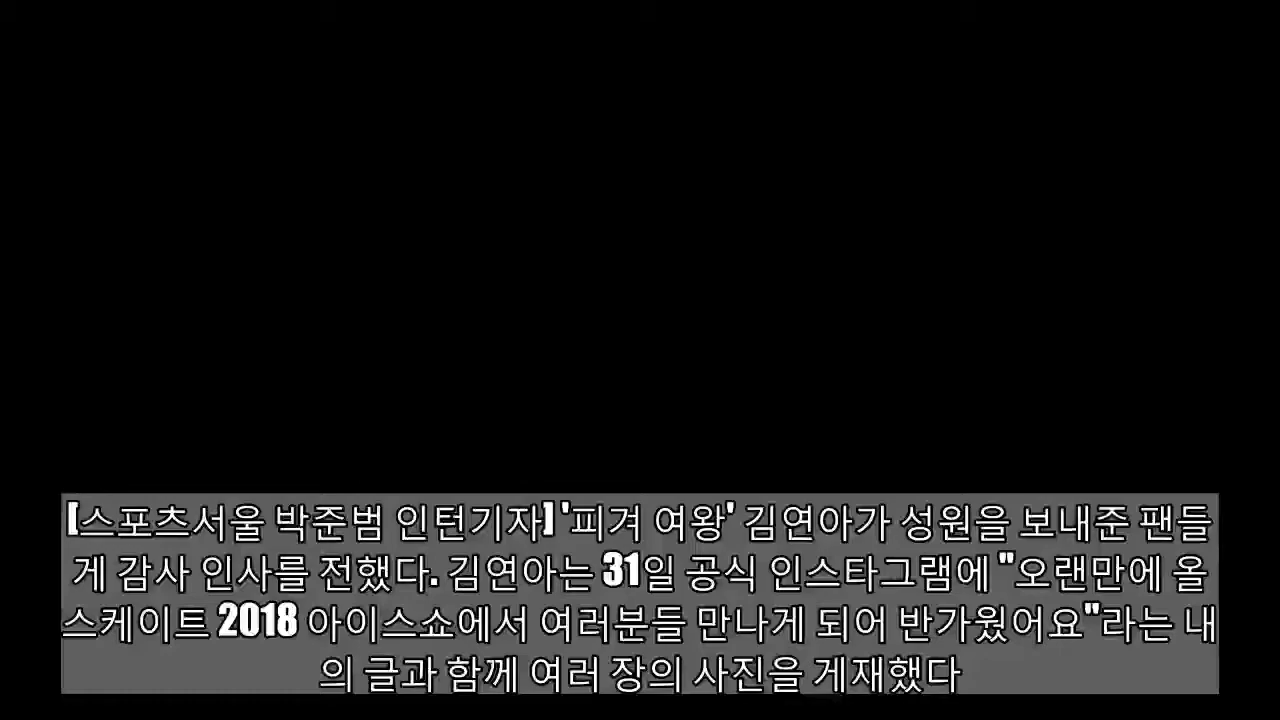 [스포츠서울 박준범 인턴기자] '피겨 여왕' 김연아가 성원을 보내준 팬들
게 감사 인사를 전했다. 김연아는 31일 공식 인스타그램에 "오랜만에 올
스케이트 2018 아이스쇼에서 여러분들 만나게 되어 반가웠어요"라는 내
의 글과 함께 여러 장의 사진을 게재했다